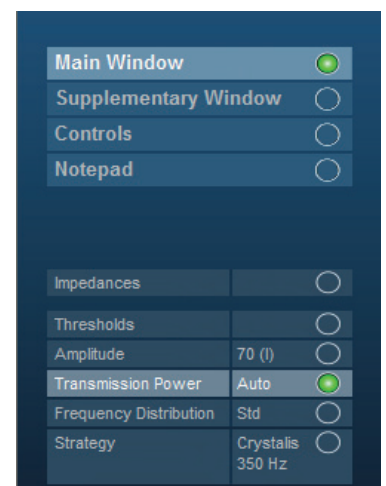 Main Window
Supplementary Window
Controls
Notepad
Impedances
Thresholds
Amplitude 70 (I)
Transmission Power Auto
Frequency Distribution Std
Strategy Crystalis
350 Hz